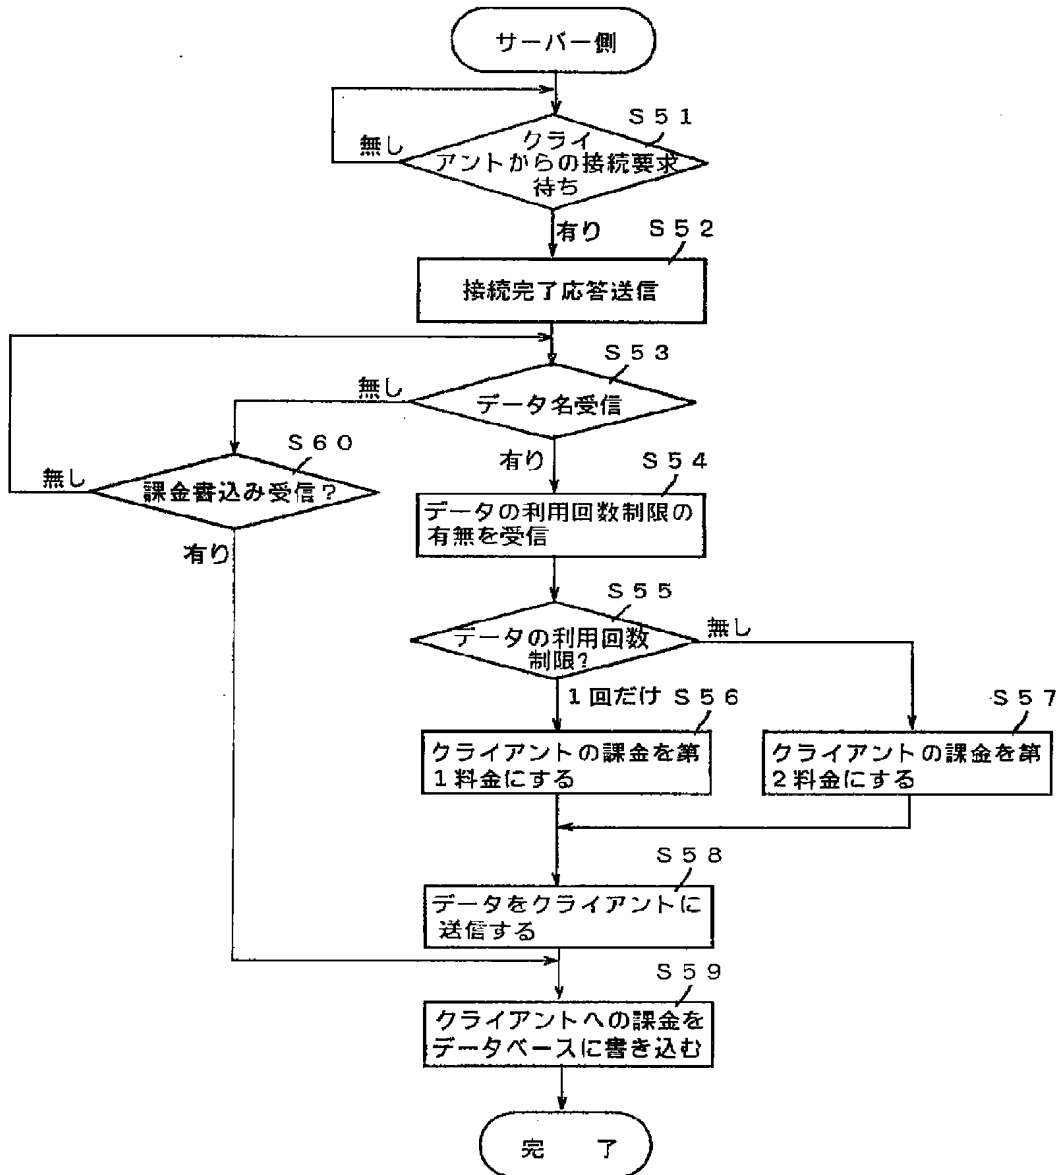 サーバー側
S51
無し
クライ
アントからの接続要求
待ち
有り
S52
接続完了応答送信
S53
無し
データ名受信
S60
無し
課金書込み受信?
有り
有り
S54
データの利用回数制限の
有無を受信
S55
データの利用回数
制限?
無し
1回だけ S56
S57
クライアントの課金を第
1料金にする
クライアントの課金を第
2料金にする
S58
データをクライアントに
送信する
S59
クライアントへの課金を
データベースに書き込む
完 了